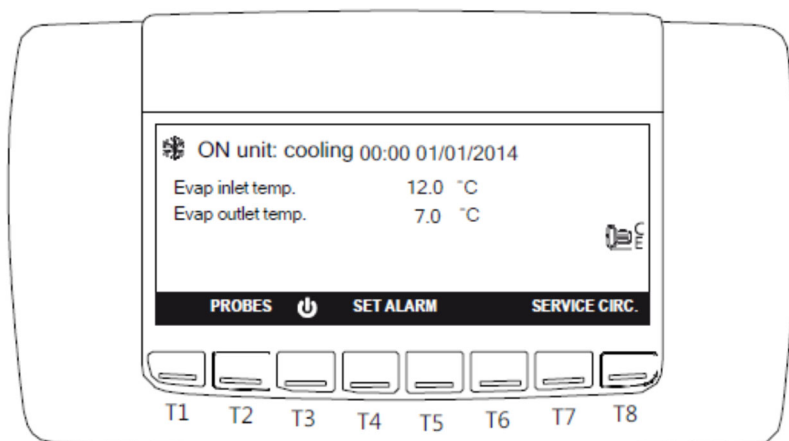 ON unit: cooling 00:00 01/01/2014
Evap inlet temp. 12.0 °C
Evap outlet temp. 7.0 °C
C
E
PROBES SET ALARM SERVICE CIRC.
T1 T2 T3 T4 T5 T6 T7 T8